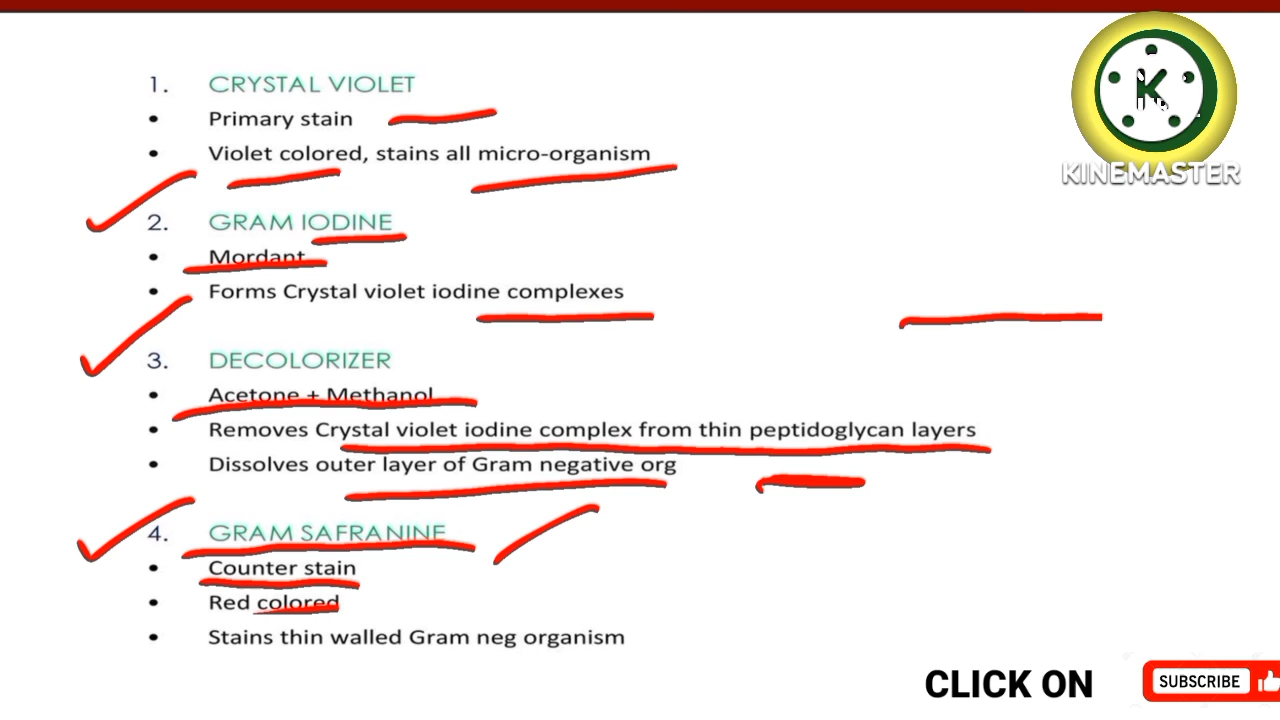 1. CRYSTAL VIOLET
• Primary stain
• Violet colored, stains all micro-organism
2. GRAM IODINE
• Mordant
• Forms Crystal violet iodine complexes
3. DECOLORIZER
• Acetone + Methanol
• Removes Crystal violet iodine complex from thin peptidoglycan layers
• Dissolves outer layer of Gram negative org
4. GRAM SAFRANINE
• Counter stain
• Red colored
• Stains thin walled Gram neg organism
K
KINEMASTER
CLICK ON
SUBSCRIBE